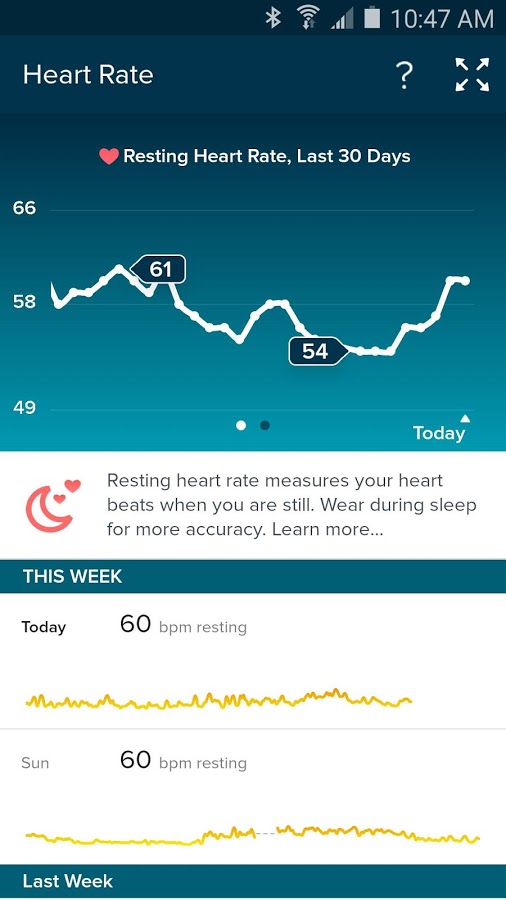 10:47 AM
Heart Rate
?
Resting Heart Rate, Last 30 Days
66
61
58
54
49
Today
Resting heart rate measures your heart
beats when you are still. Wear during sleep
for more accuracy. Learn more...
THIS WEEK
Today 60 bpm resting
Sun 60 bpm resting
Last Week